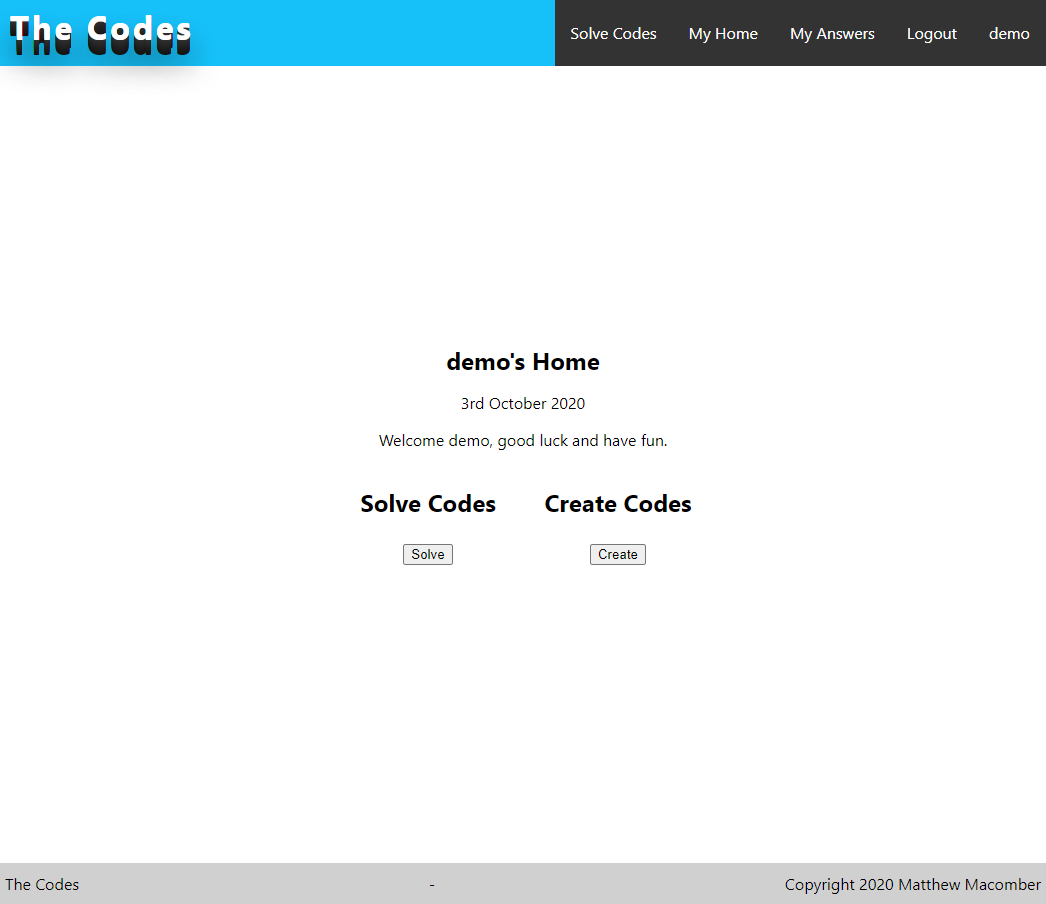 The Codes
Solve Codes My Home My Answers Logout demo
demo's Home
3rd October 2020
Welcome demo, good luck and have fun.
Solve Codes Create Codes
Solve Create
The Codes - Copyright 2020 Matthew Macomber